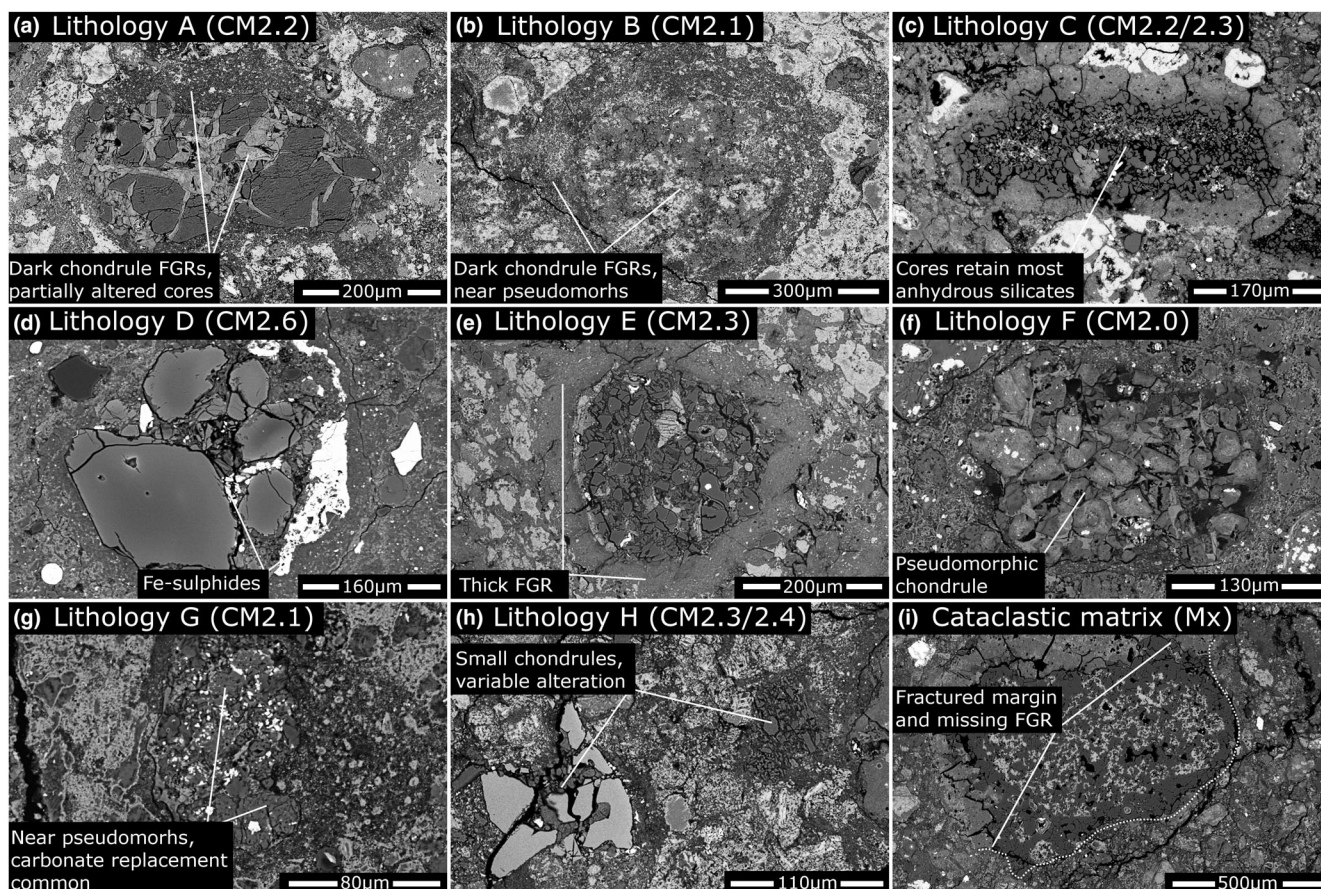 (a) Lithology A (CM2.2)
Dark chondrule FGRs,
partially altered cores
200µm
(b) Lithology B (CM2.1)
Dark chondrule FGRs,
near pseudomorhs
300µm
(c) Lithology C (CM2.2/2.3)
Cores retain most
anhydrous silicates
170µm
(d) Lithology D (CM2.6)
Fe-sulphides
160µm
(e) Lithology E (CM2.3)
Thick FGR
200µm
(f) Lithology F (CM2.0)
Pseudomorphic
chondrule
130µm
(g) Lithology G (CM2.1)
Near pseudomorhs,
carbonate replacement
common
80µm
(h) Lithology H (CM2.3/2.4)
Small chondrules,
variable alteration
110µm
(i) Cataclastic matrix (Mx)
Fractured margin
and missing FGR
500µm